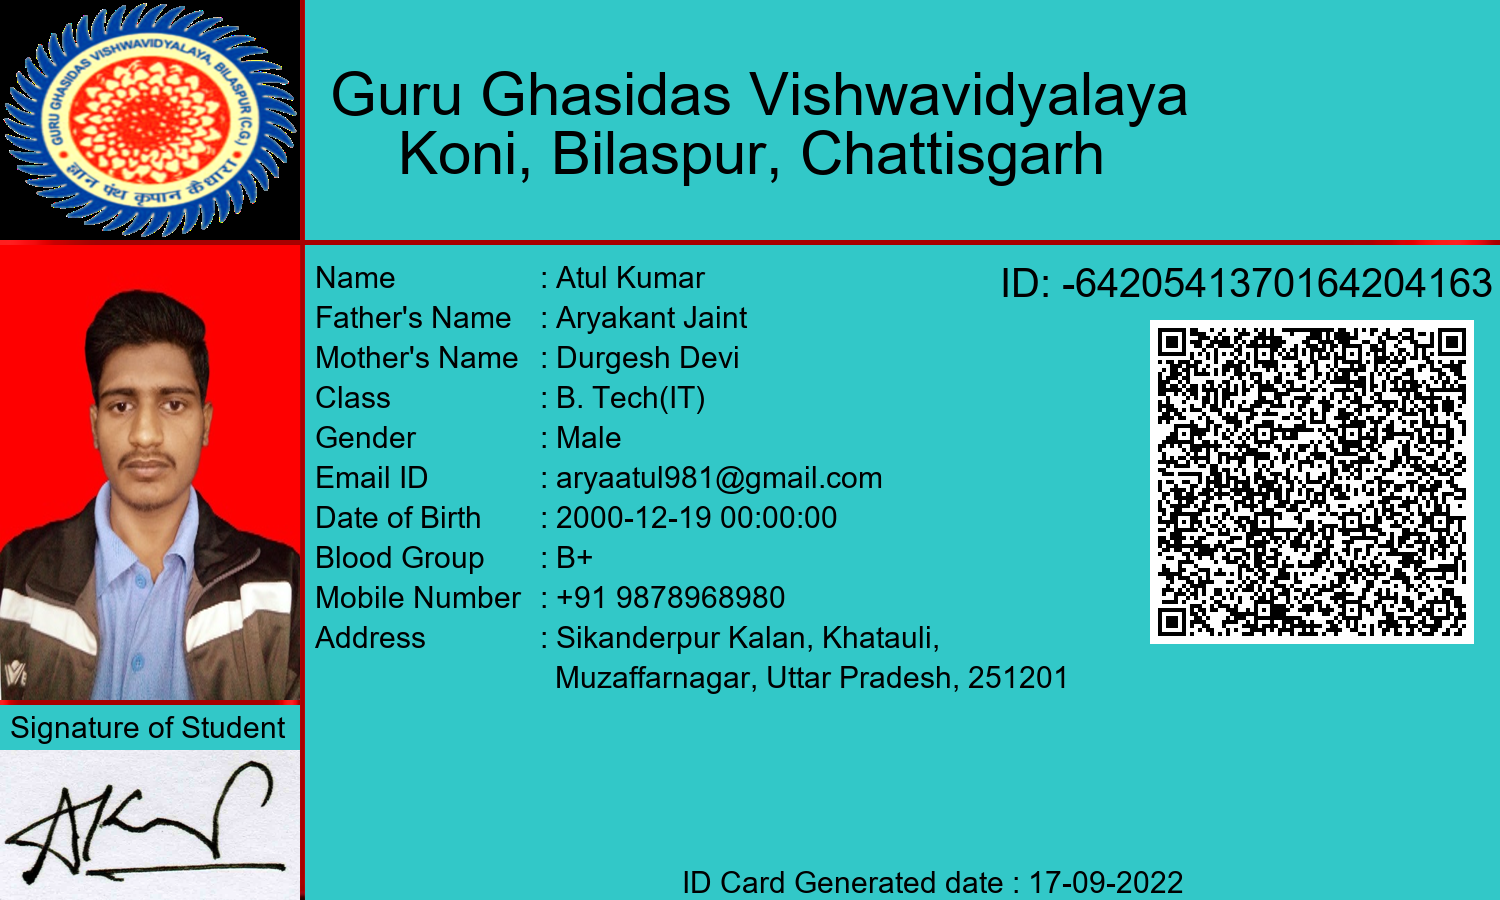 GURU GHASIDAS VISHWAVIDYALAYA, BILASPUR (C.G.)
ज्ञान पंथ कृपान कैधारा
Guru Ghasidas Vishwavidyalaya
Koni, Bilaspur, Chattisgarh
ID: -6420541370164204163
Name : Atul Kumar
Father's Name : Aryakant Jaint
Mother's Name : Durgesh Devi
Class : B. Tech(IT)
Gender : Male
Email ID : aryaatul981@gmail.com
Date of Birth : 2000-12-19 00:00:00
Blood Group : B+
Mobile Number : +91 9878968980
Address : Sikanderpur Kalan, Khatauli,
Muzaffarnagar, Uttar Pradesh, 251201
Signature of Student
ID Card Generated date : 17-09-2022